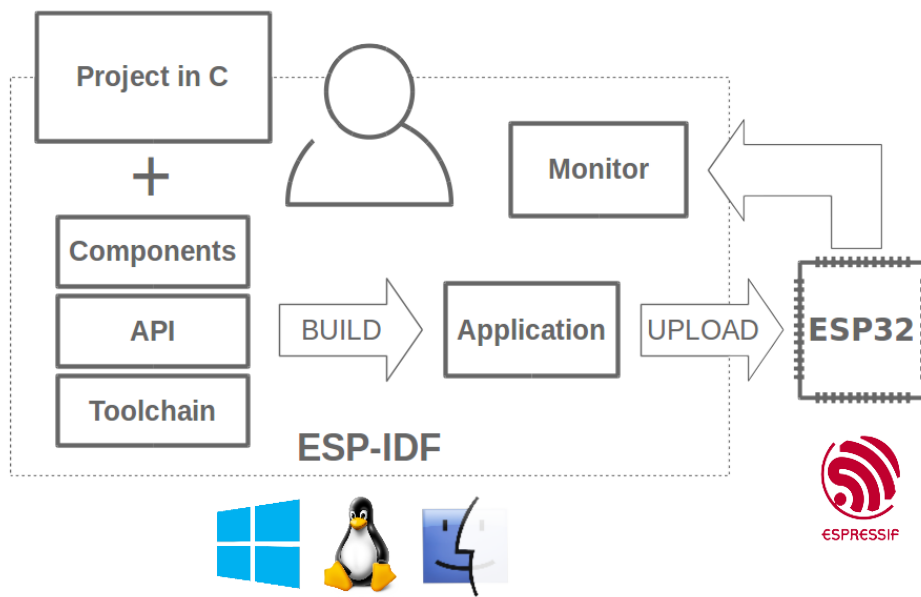 Project in C
+
Components
API
Toolchain
BUILD
Application
Monitor
UPLOAD
ESP32
ESP-IDF
ESPRESSIF